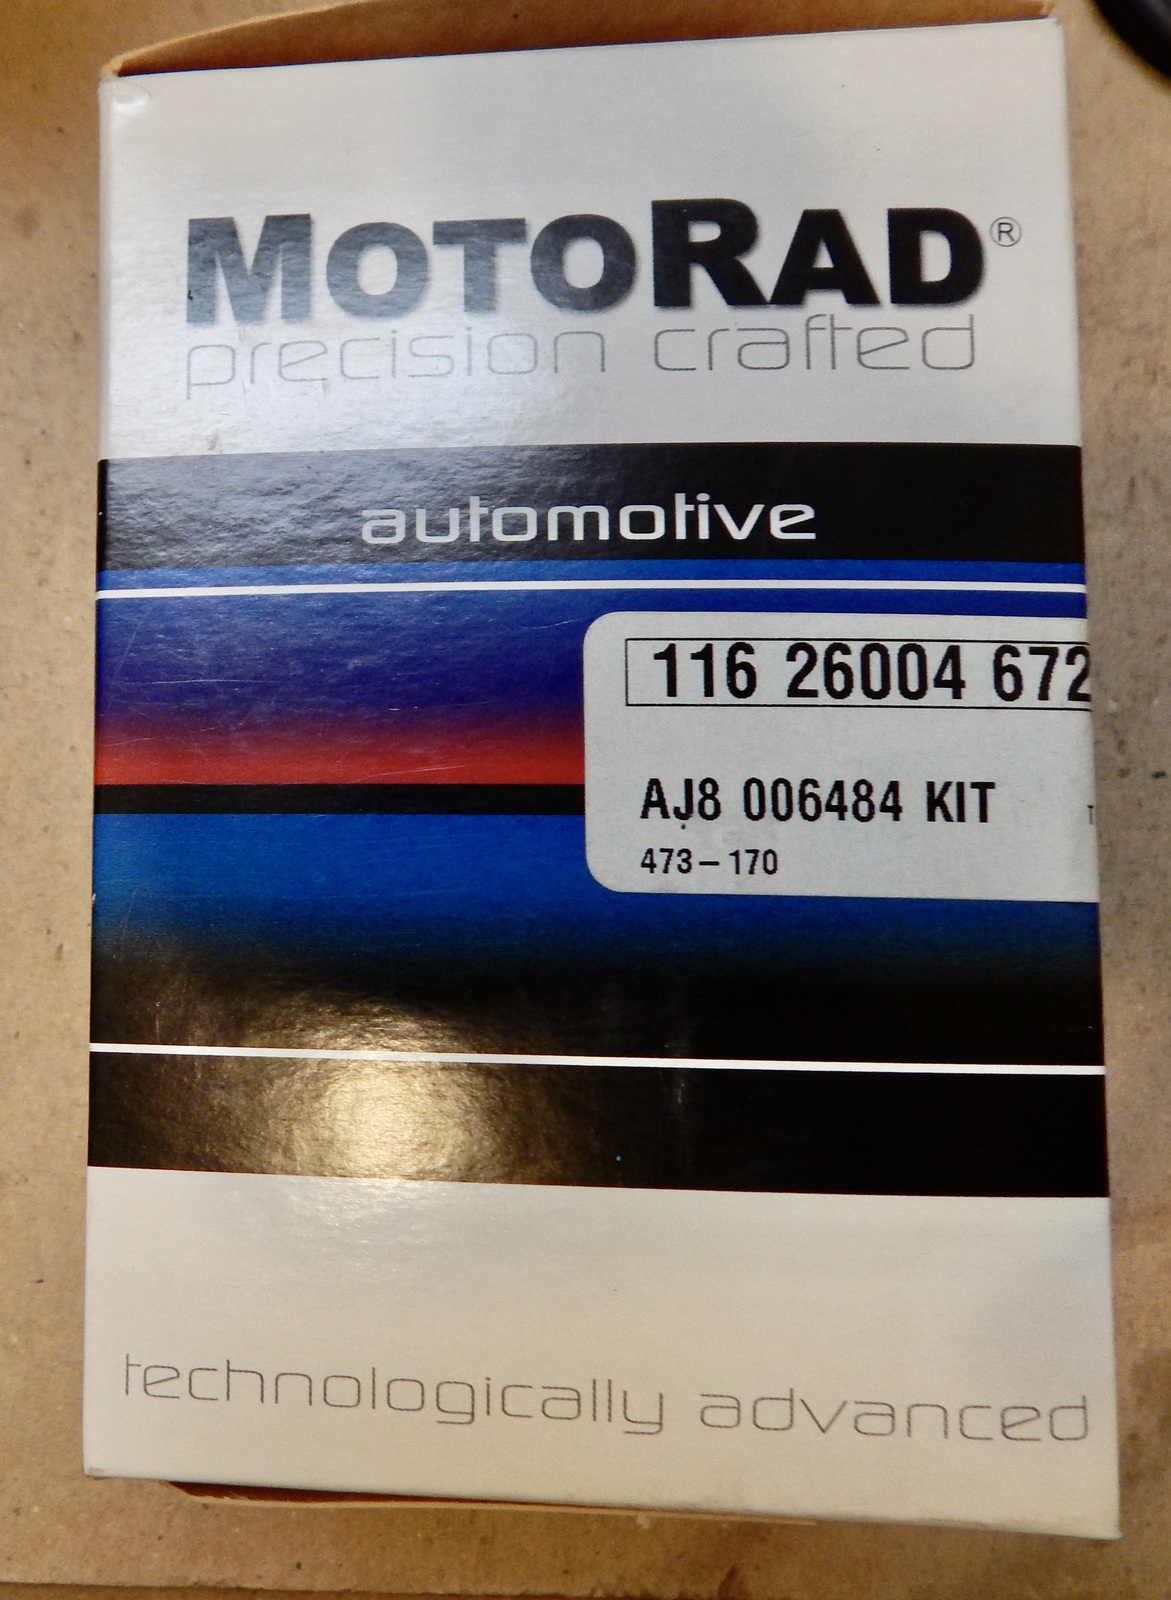 MOTORAD®
precision crafted
automotive
116 26004 672
AJ8 006484 KIT
473-170
technologically advanced